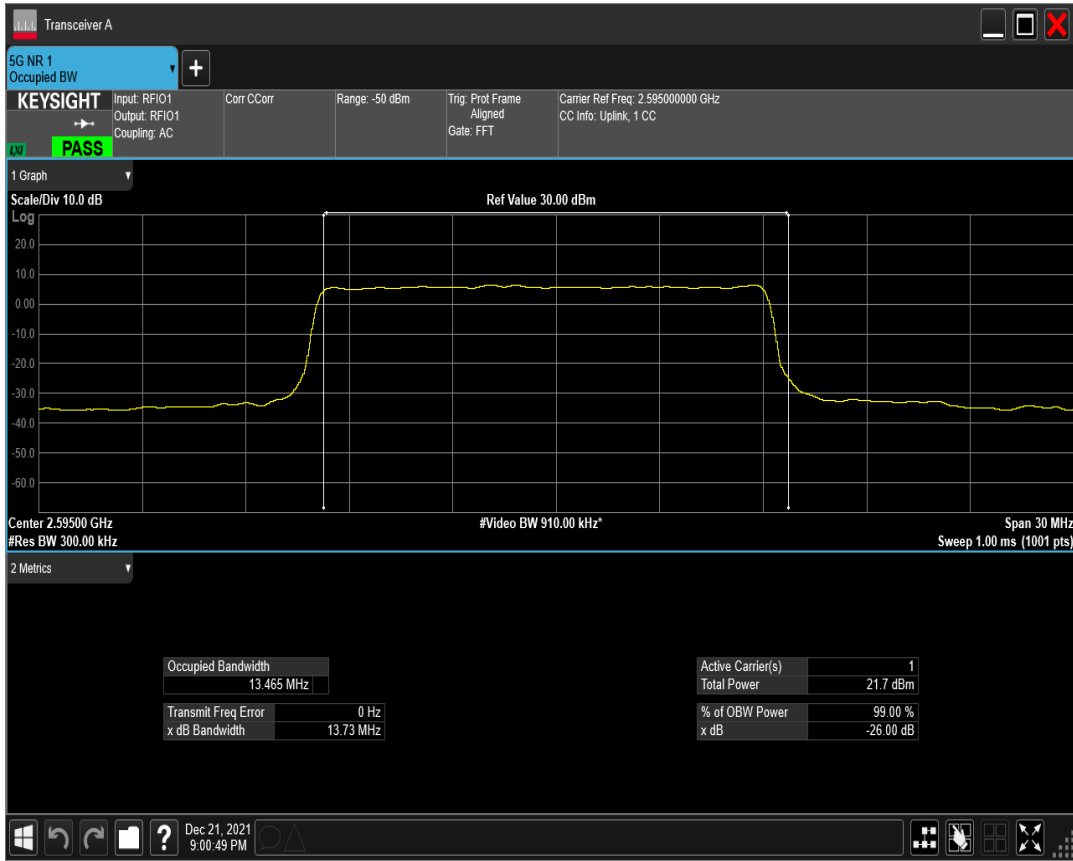 Transceiver A
5G NR 1
Occupied BW
+
KEYSIGHT
LXI
PASS
Input: RFIO1
Output: RFIO1
Coupling: AC
Corr CCorr
Range: -50 dBm
Trig: Prot Frame
Aligned
Gate: FFT
Carrier Ref Freq: 2.595000000 GHz
CC Info: Uplink, 1 CC
1 Graph
Scale/Div 10.0 dB
Ref Value 30.00 dBm
Log
20.0
10.0
0.00
-10.0
-20.0
-30.0
-40.0
-50.0
-60.0
Center 2.59500 GHz
#Video BW 910.00 kHz*
Span 30 MHz
#Res BW 300.00 kHz
Sweep 1.00 ms (1001 pts)
2 Metrics
Occupied Bandwidth
13.465 MHz
Transmit Freq Error 0 Hz
x dB Bandwidth 13.73 MHz
Active Carrier(s) 1
Total Power 21.7 dBm
% of OBW Power 99.00 %
x dB -26.00 dB
?
Dec 21, 2021
9:00:49 PM